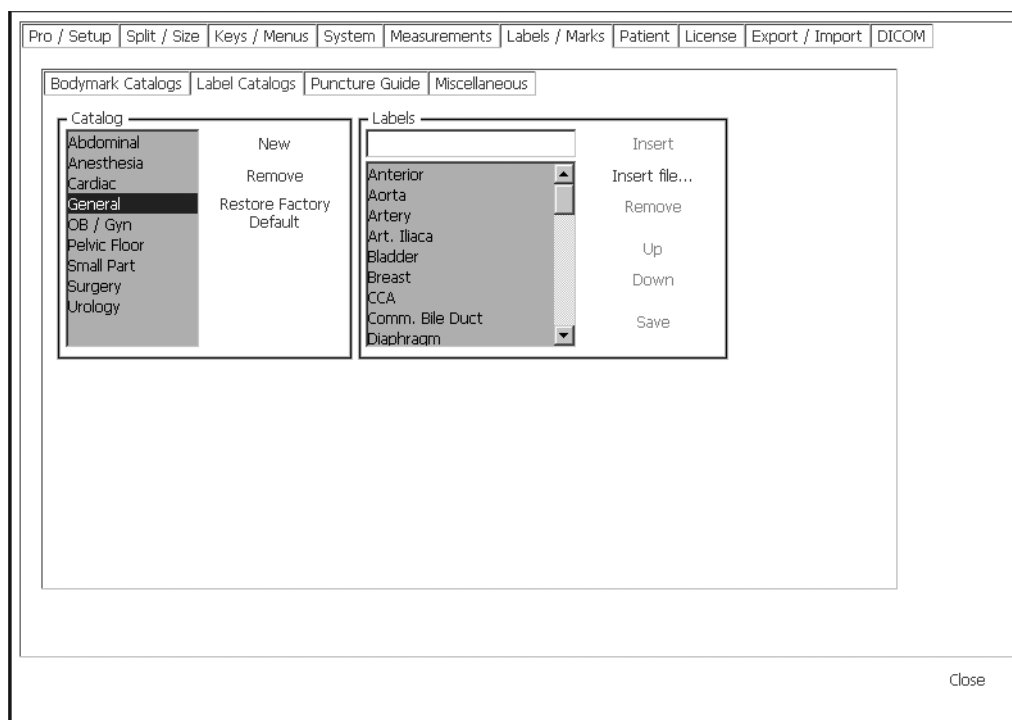 Pro / Setup Split / Size Keys / Menus System Measurements Labels / Marks Patient License Export / Import DICOM
Bodymark Catalogs Label Catalogs Puncture Guide Miscellaneous
Catalog
Abdominal
Anesthesia
Cardiac
General
OB / Gyn
Pelvic Floor
Small Part
Surgery
Urology
New
Remove
Restore Factory
Default
Labels
Anterior
Aorta
Artery
Art. Iliaca
Bladder
Breast
CCA
Comm. Bile Duct
Diaphragm
Insert
Insert file...
Remove
Up
Down
Save
Close